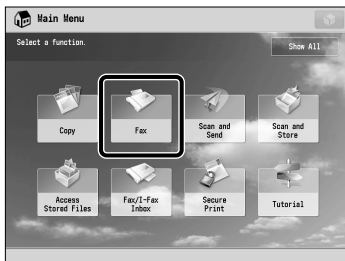 Main Menu
Select a function.
Show All
Copy
Fax
Scan and
Send
Scan and
Store
Access
Stored Files
Fax/I-Fax
Inbox
Secure
Print
Tutorial